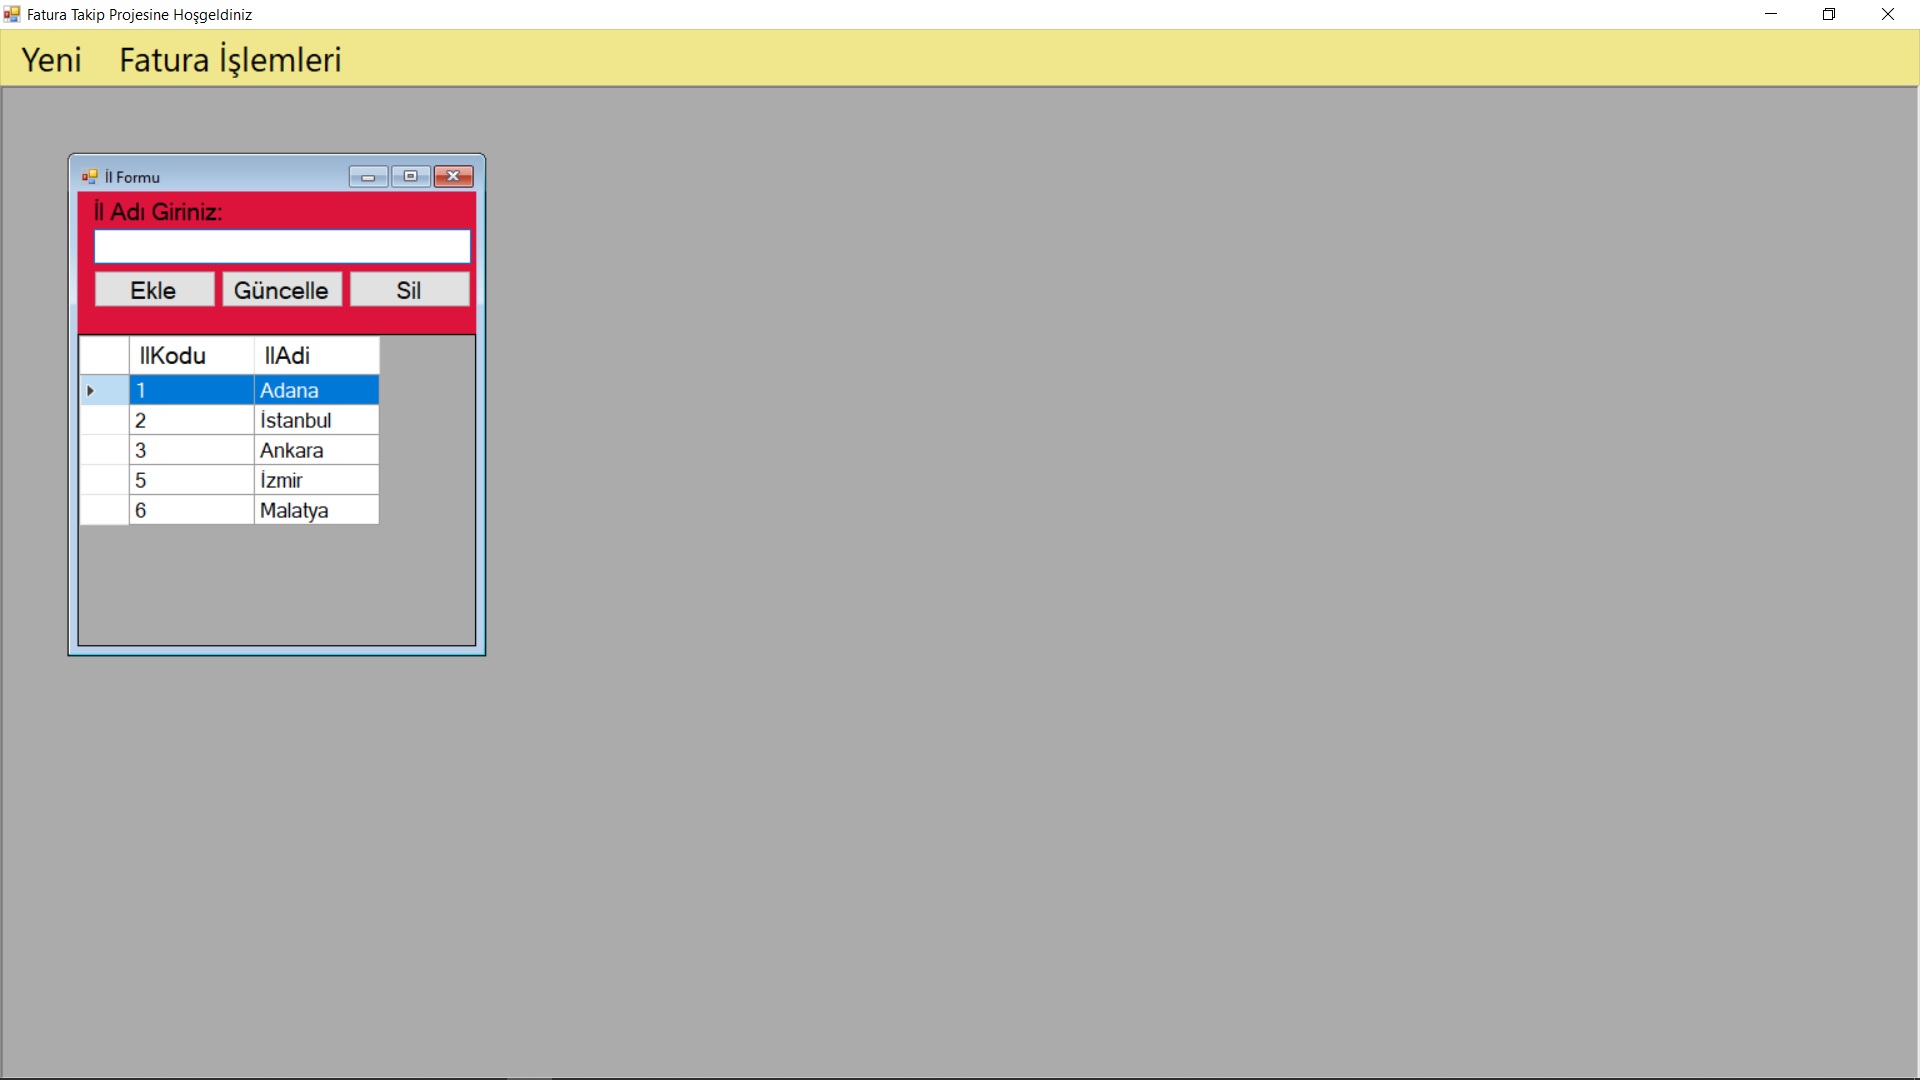 Fatura Takip Projesine Hoşgeldiniz
Yeni Fatura İşlemleri
İl Formu
İl Adı Giriniz:
Ekle Güncelle Sil
IlKodu IlAdi
1 Adana
2 İstanbul
3 Ankara
5 İzmir
6 Malatya